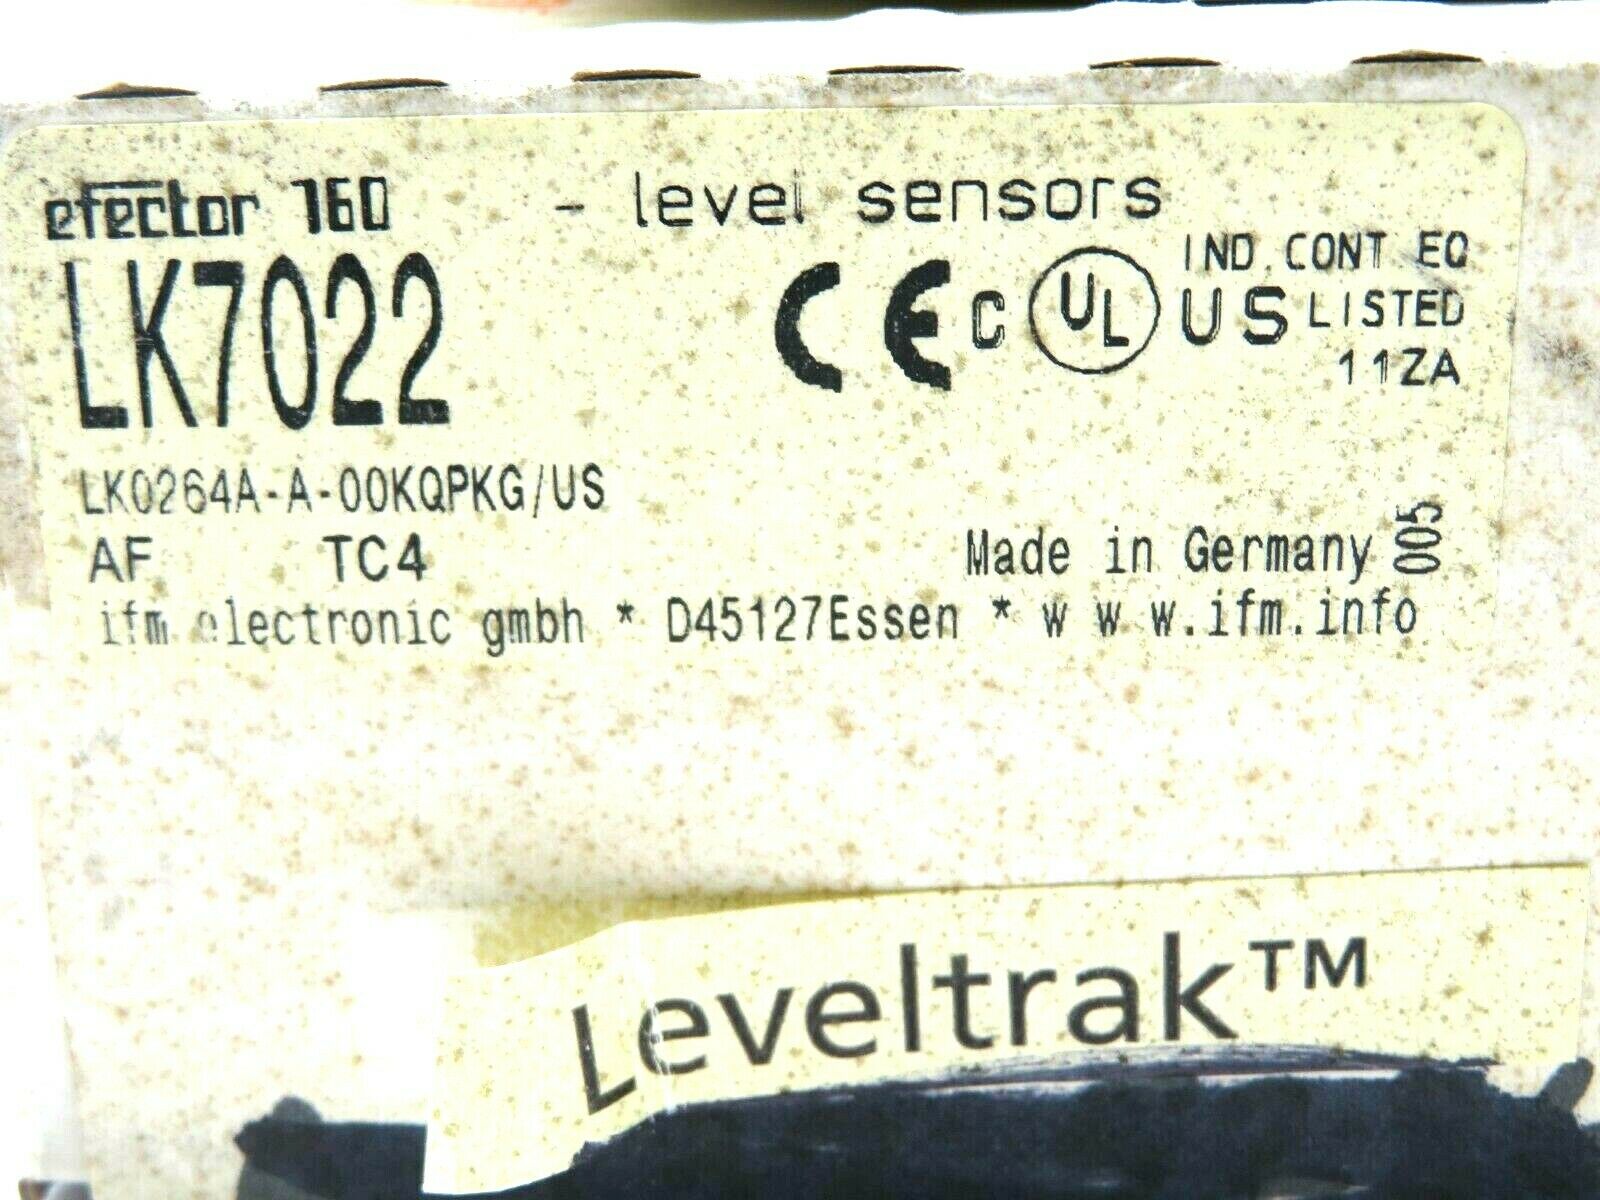 efector 160 - level sensors
LK7022
CE c UL US IND. CONT EQ
LISTED
11ZA
LK0264A-A-00KQPKG/US
AF TC4
Made in Germany 005
ifm electronic gmbh * D45127Essen * w w w.ifm.info
Leveltrak™